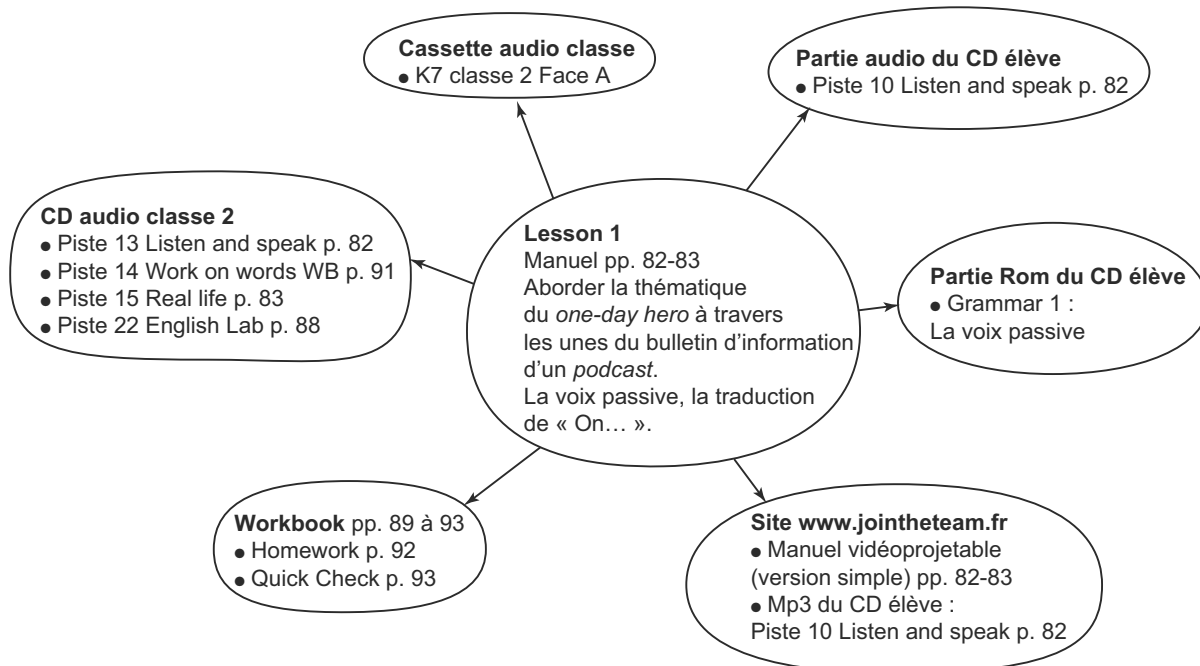 Cassette audio classe
● K7 classe 2 Face A
Partie audio du CD élève
● Piste 10 Listen and speak p. 82
CD audio classe 2
● Piste 13 Listen and speak p. 82
● Piste 14 Work on words WB p. 91
● Piste 15 Real life p. 83
● Piste 22 English Lab p. 88
Lesson 1
Manuel pp. 82-83
Aborder la thématique
du one-day hero à travers
les unes du bulletin d’information
d’un podcast.
La voix passive, la traduction
de « On… ».
Partie Rom du CD élève
● Grammar 1 :
La voix passive
Workbook pp. 89 à 93
● Homework p. 92
● Quick Check p. 93
Site www.jointheteam.fr
● Manuel vidéoprojetable
(version simple) pp. 82-83
● Mp3 du CD élève :
Piste 10 Listen and speak p. 82